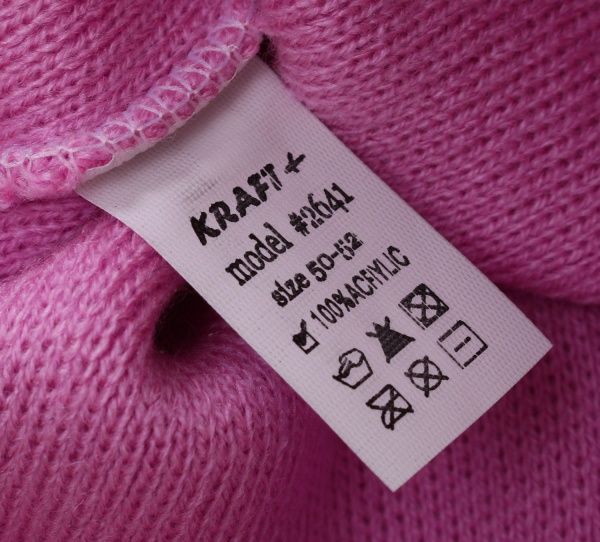 KRAFT +
model #2641
size 50-52
100% ACRYLIC